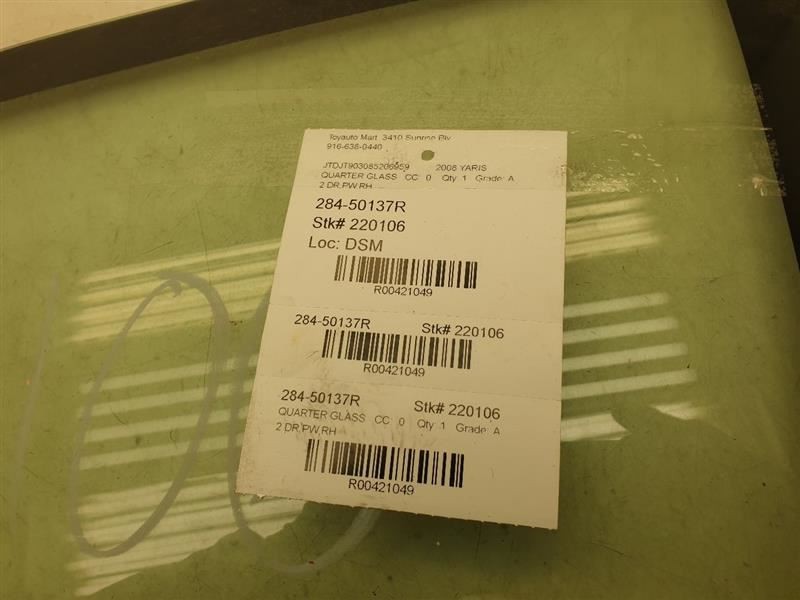 Toyauto Mart 3410 Sunrise Blv
916-638-0440
JTDJT903085206959 2008 YARIS
QUARTER GLASS CC: 0 Qty: 1 Grade: A
2 DR,PW,RH
284-50137R
Stk# 220106
Loc: DSM
R00421049
284-50137R Stk# 220106
R00421049
284-50137R Stk# 220106
QUARTER GLASS CC: 0 Qty: 1 Grade: A
2 DR,PW,RH
R00421049
100